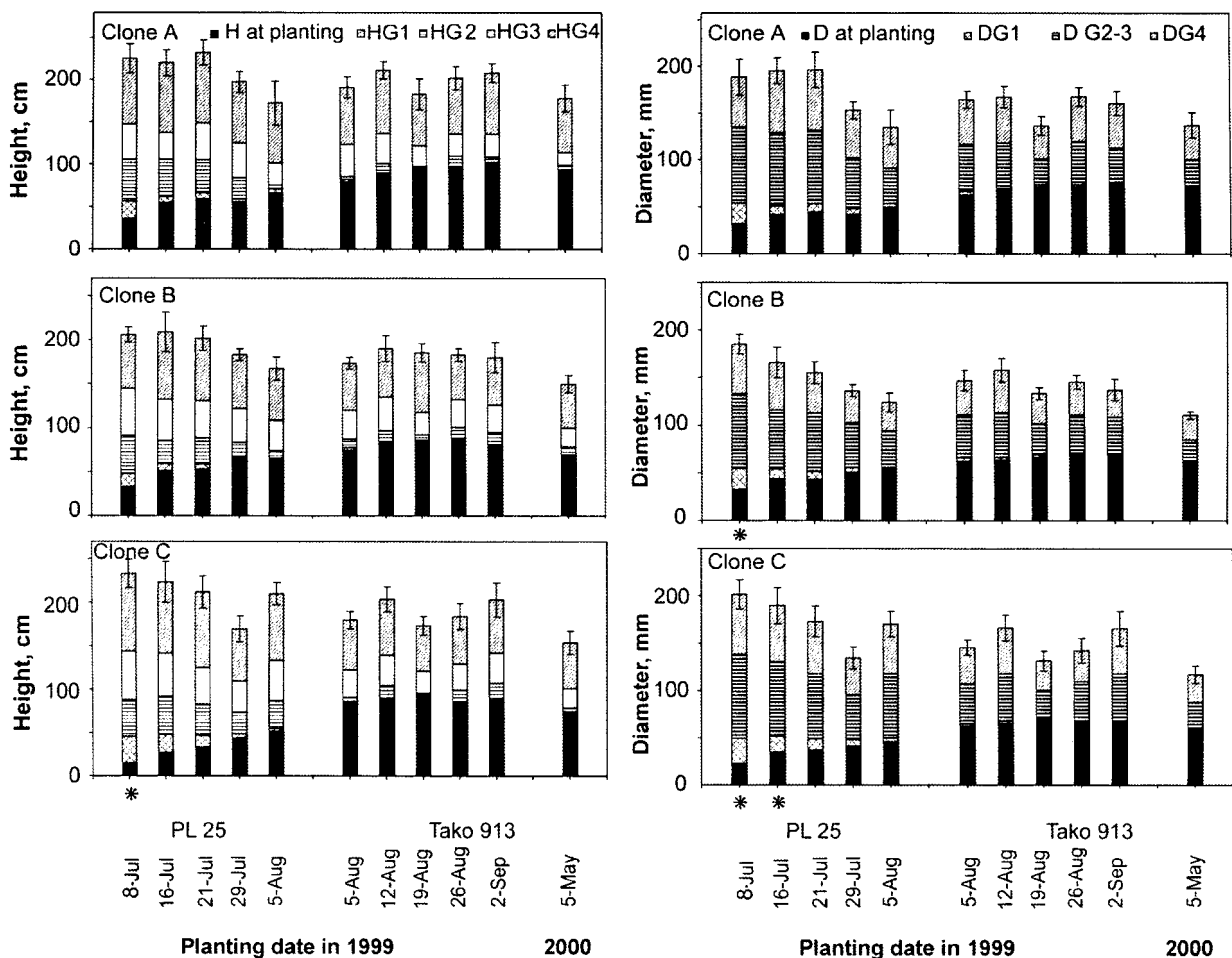 Clone A H at planting HG1 HG2 HG3 HG4
Height, cm
200
100
0
Clone B
Height, cm
200
100
0
Clone C
Height, cm
200
100
0
*
PL 25 Tako 913
8-Jul 16-Jul 21-Jul 29-Jul 5-Aug 5-Aug 12-Aug 19-Aug 26-Aug 2-Sep 5-May
Planting date in 1999 2000
Clone A D at planting DG1 D G2-3 DG4
Diameter, mm
200
100
0
Clone B
Diameter, mm
200
100
0
*
Clone C
Diameter, mm
200
100
0
* *
PL 25 Tako 913
8-Jul 16-Jul 21-Jul 29-Jul 5-Aug 5-Aug 12-Aug 19-Aug 26-Aug 2-Sep 5-May
Planting date in 1999 2000